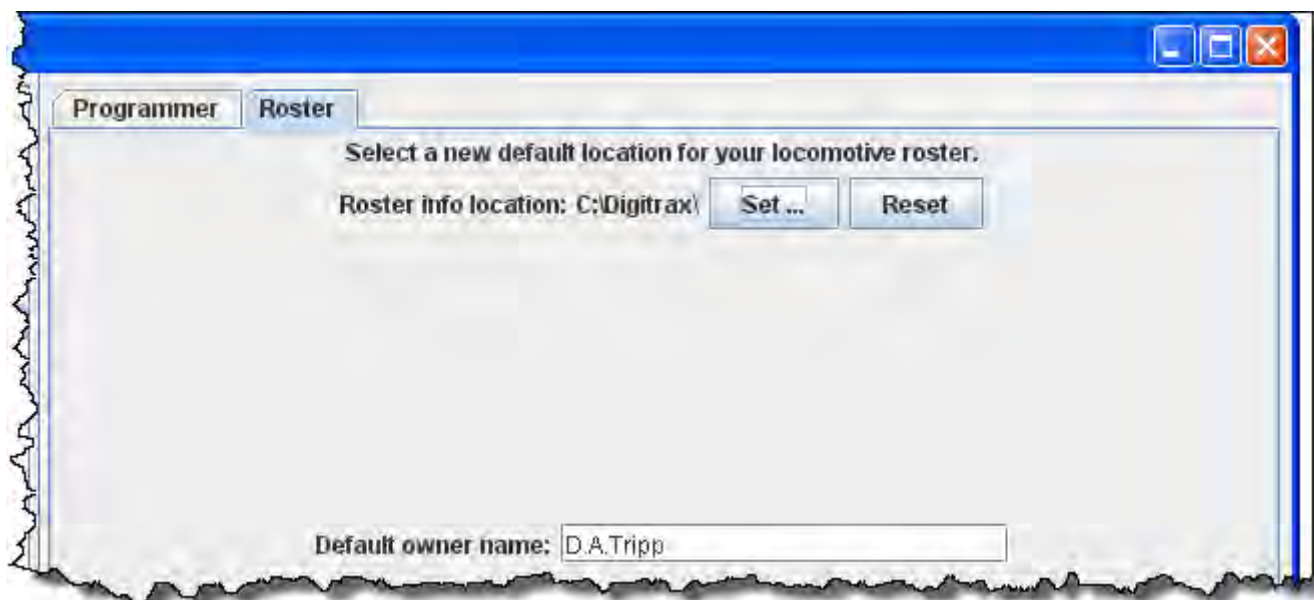 Programmer Roster
Select a new default location for your locomotive roster.
Roster info location: C:\Digitrax\ Set ... Reset
Default owner name: D.A.Tripp